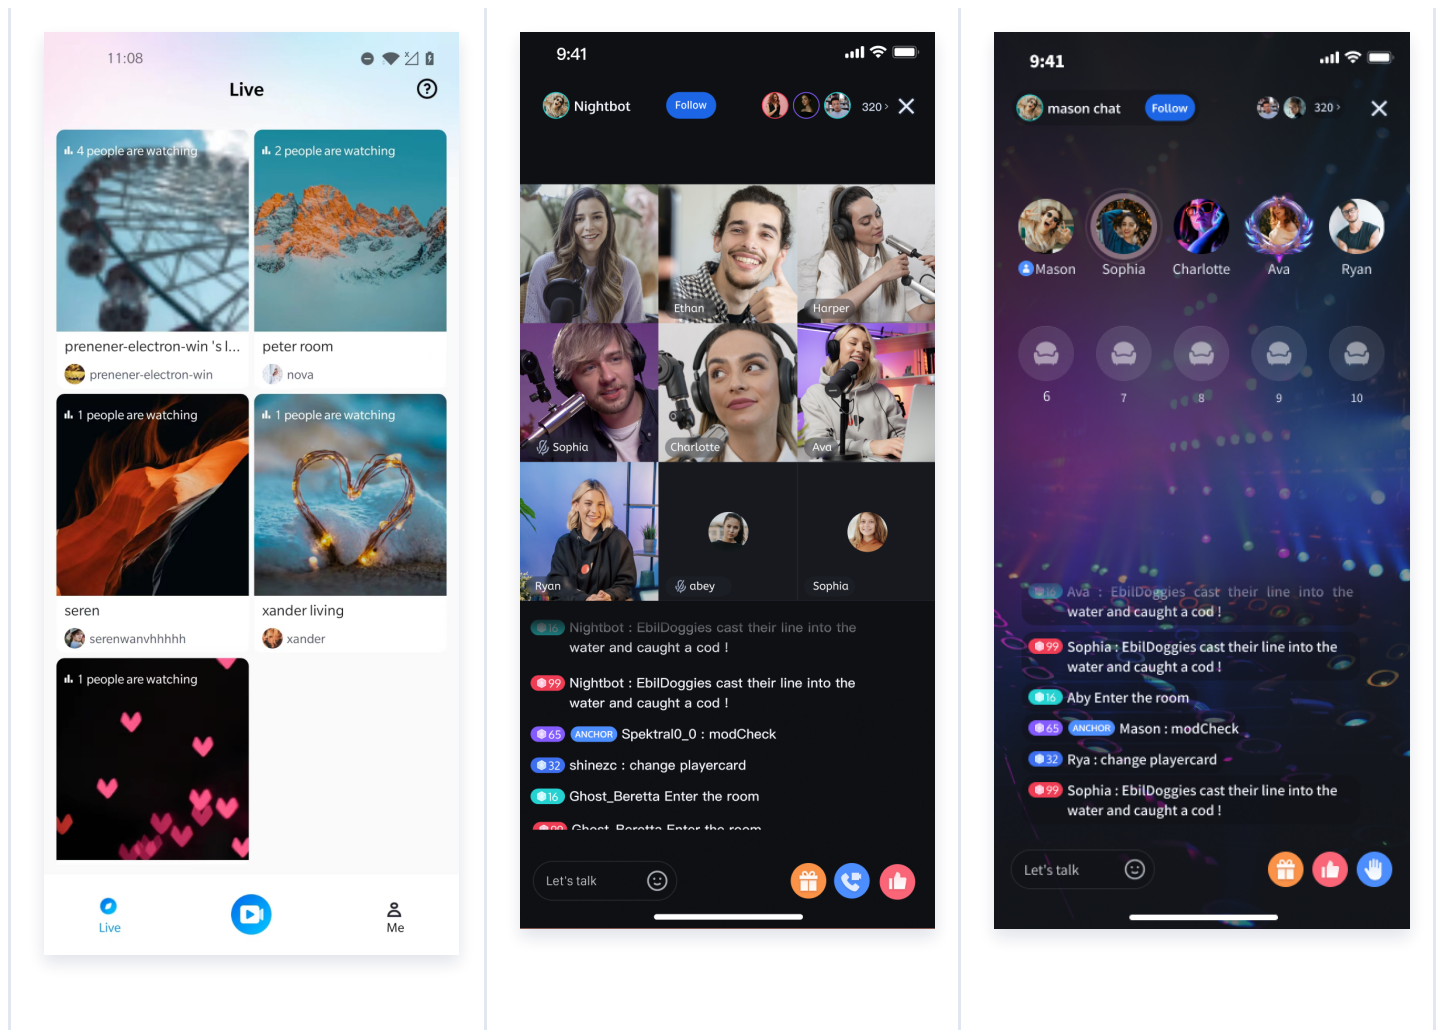 11:08
Live
4 people are watching
2 people are watching
prenener-electron-win 's l...
peter room
prenener-electron-win
nova
1 people are watching
1 people are watching
seren
xander living
serenwanvhhhhh
xander
1 people are watching
Live
Me
9:41
Nightbot
Follow
320
Ethan
Harper
Sophia
Charlotte
Ava
Ryan
abey
Sophia
16 Nightbot : EbilDoggies cast their line into the
water and caught a cod !
99 Nightbot : EbilDoggies cast their line into the
water and caught a cod !
65 ANCHOR Spektral0_0 : modCheck
32 shinezc : change playercard
16 Ghost_Beretta Enter the room
99 Ghost_Beretta Enter the room
Let's talk
9:41
mason chat
Follow
320
Mason
Sophia
Charlotte
Ava
Ryan
6
7
8
9
10
16 Ava : EbilDoggies cast their line into the
water and caught a cod !
99 Sophia : EbilDoggies cast their line into the
water and caught a cod !
16 Aby Enter the room
65 ANCHOR Mason : modCheck
32 Rya : change playercard
99 Sophia : EbilDoggies cast their line into the
water and caught a cod !
Let's talk